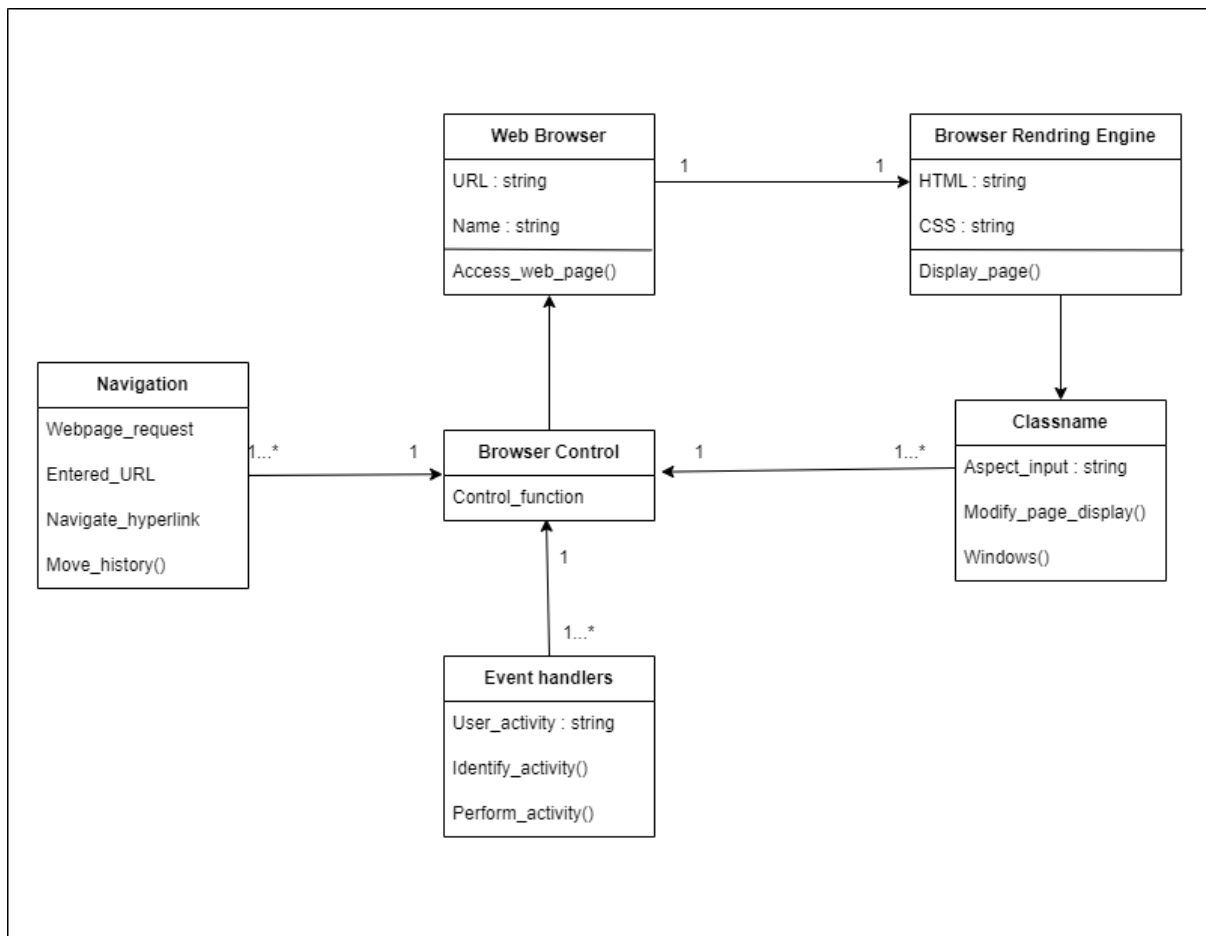 Web Browser
URL : string
Name : string
Access_web_page()
1
1
Browser Rendring Engine
HTML : string
CSS : string
Display_page()
Navigation
Webpage_request
Entered_URL
Navigate_hyperlink
Move_history()
1...*
1
Browser Control
Control_function
1
1...*
Classname
Aspect_input : string
Modify_page_display()
Windows()
1
1...*
Event handlers
User_activity : string
Identify_activity()
Perform_activity()